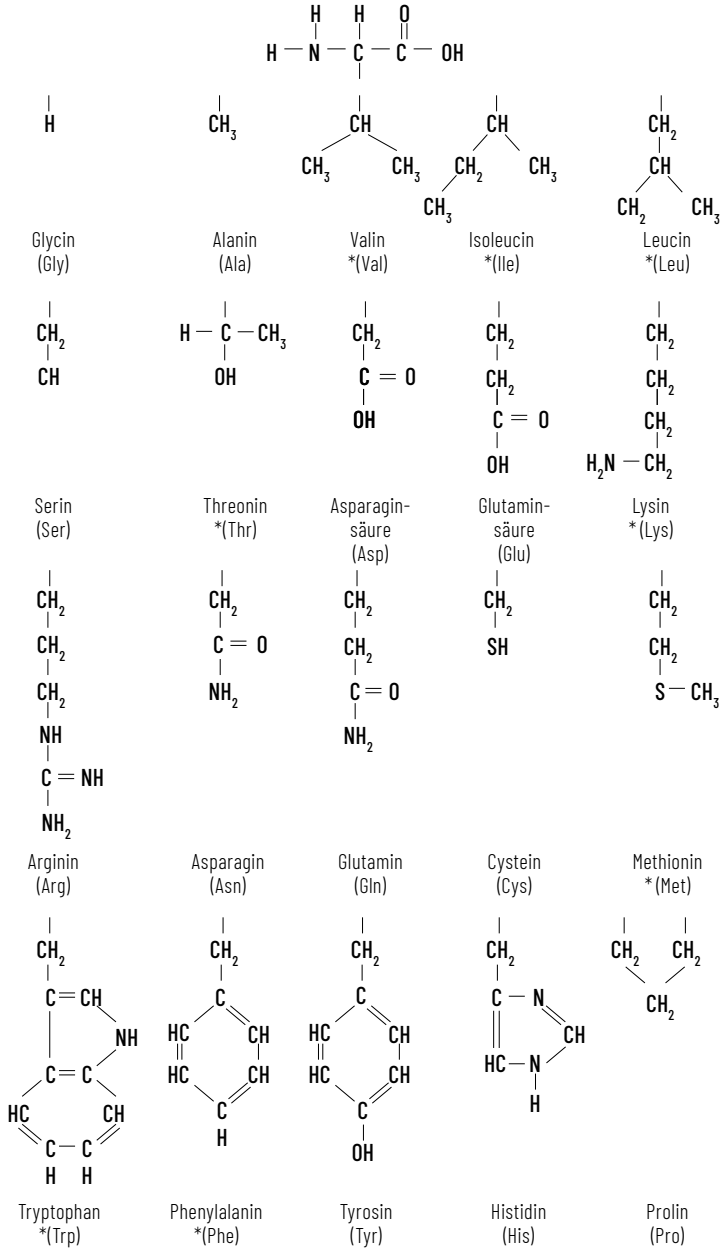 H H O
H N C C OH
H CH₃ CH CH CH₂
CH₃ CH₃ CH₂ CH₃ CH
CH₃ CH₂ CH₃
Glycin Alanin Valin Isoleucin Leucin
(Gly) (Ala) *(Val) *(Ile) *(Leu)
CH₂ H C CH₃ CH₂ CH₂ CH₂
CH OH C = O CH₂ CH₂
OH C = O CH₂
OH H₂N CH₂
Serin Threonin Asparagin- Glutamin- Lysin
(Ser) *(Thr) säure säure *(Lys)
(Asp) (Glu)
CH₂ CH₂ CH₂ CH₂ CH₂
CH₂ C = O CH₂ SH CH₂
CH₂ NH₂ C = O S CH₃
NH NH₂
C = NH
NH₂
Arginin Asparagin Glutamin Cystein Methionin
(Arg) (Asn) (Gln) (Cys) *(Met)
CH₂ CH₂ CH₂ CH₂ CH₂ CH₂
C = CH C C C N CH₂
NH HC CH HC CH CH
C = C HC CH HC CH HC N
HC CH C C H
C C H OH
H H
Tryptophan Phenylalanin Tyrosin Histidin Prolin
*(Trp) *(Phe) (Tyr) (His) (Pro)